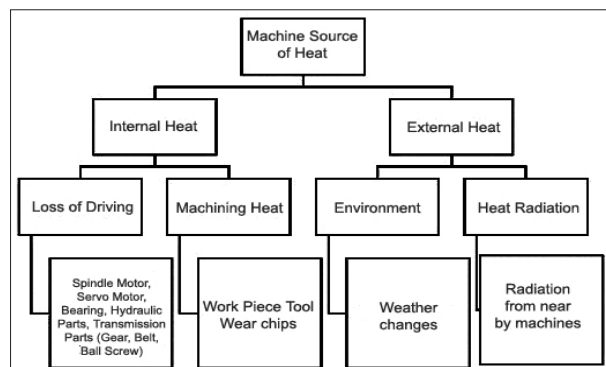 Machine Source
of Heat
Internal Heat
External Heat
Loss of Driving
Machining Heat
Environment
Heat Radiation
Spindle Motor,
Servo Motor,
Bearing, Hydraulic
Parts, Transmission
Parts (Gear, Belt,
Ball Screw)
Work Piece Tool
Wear chips
Weather
changes
Radiation
from near
by machines